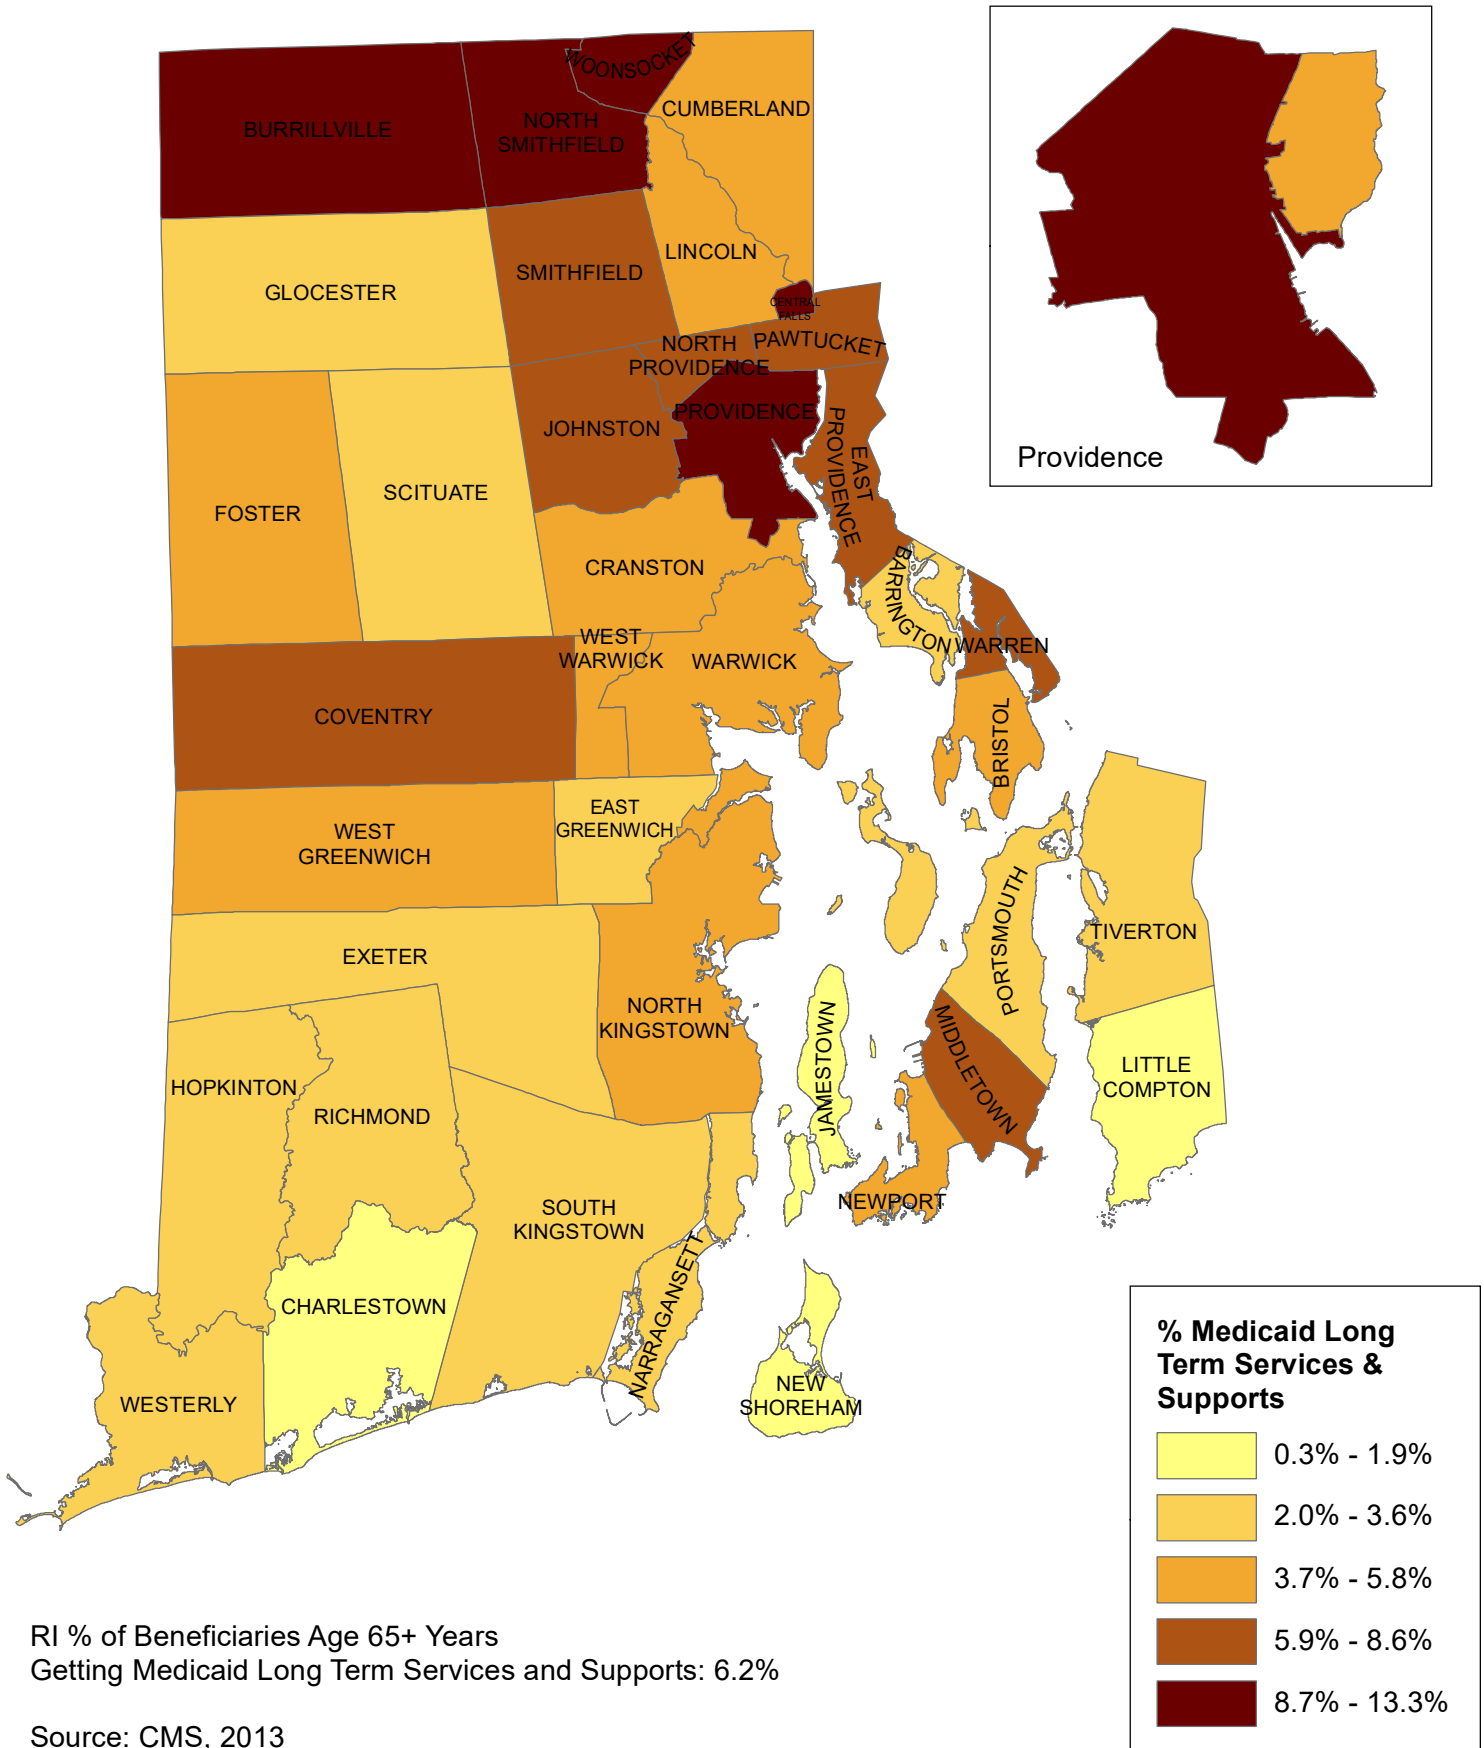 WOONSOCKET
CUMBERLAND
BURRILLVILLE
NORTH
SMITHFIELD
LINCOLN
SMITHFIELD
GLOCESTER
CENTRAL
FALLS
NORTH
PROVIDENCE
PAWTUCKET
PROVIDENCE
JOHNSTON
EAST
PROVIDENCE
Providence
SCITUATE
FOSTER
CRANSTON
BARRINGTON
WARREN
WEST
WARWICK
WARWICK
COVENTRY
BRISTOL
EAST
GREENWICH
WEST
GREENWICH
PORTSMOUTH
TIVERTON
EXETER
NORTH
KINGSTOWN
JAMESTOWN
MIDDLETOWN
LITTLE
COMPTON
HOPKINTON
RICHMOND
NEWPORT
SOUTH
KINGSTOWN
NARRAGANSETT
CHARLESTOWN
NEW
SHOREHAM
WESTERLY
% Medicaid Long
Term Services &
Supports
0.3% - 1.9%
2.0% - 3.6%
3.7% - 5.8%
5.9% - 8.6%
8.7% - 13.3%
RI % of Beneficiaries Age 65+ Years
Getting Medicaid Long Term Services and Supports: 6.2%
Source: CMS, 2013